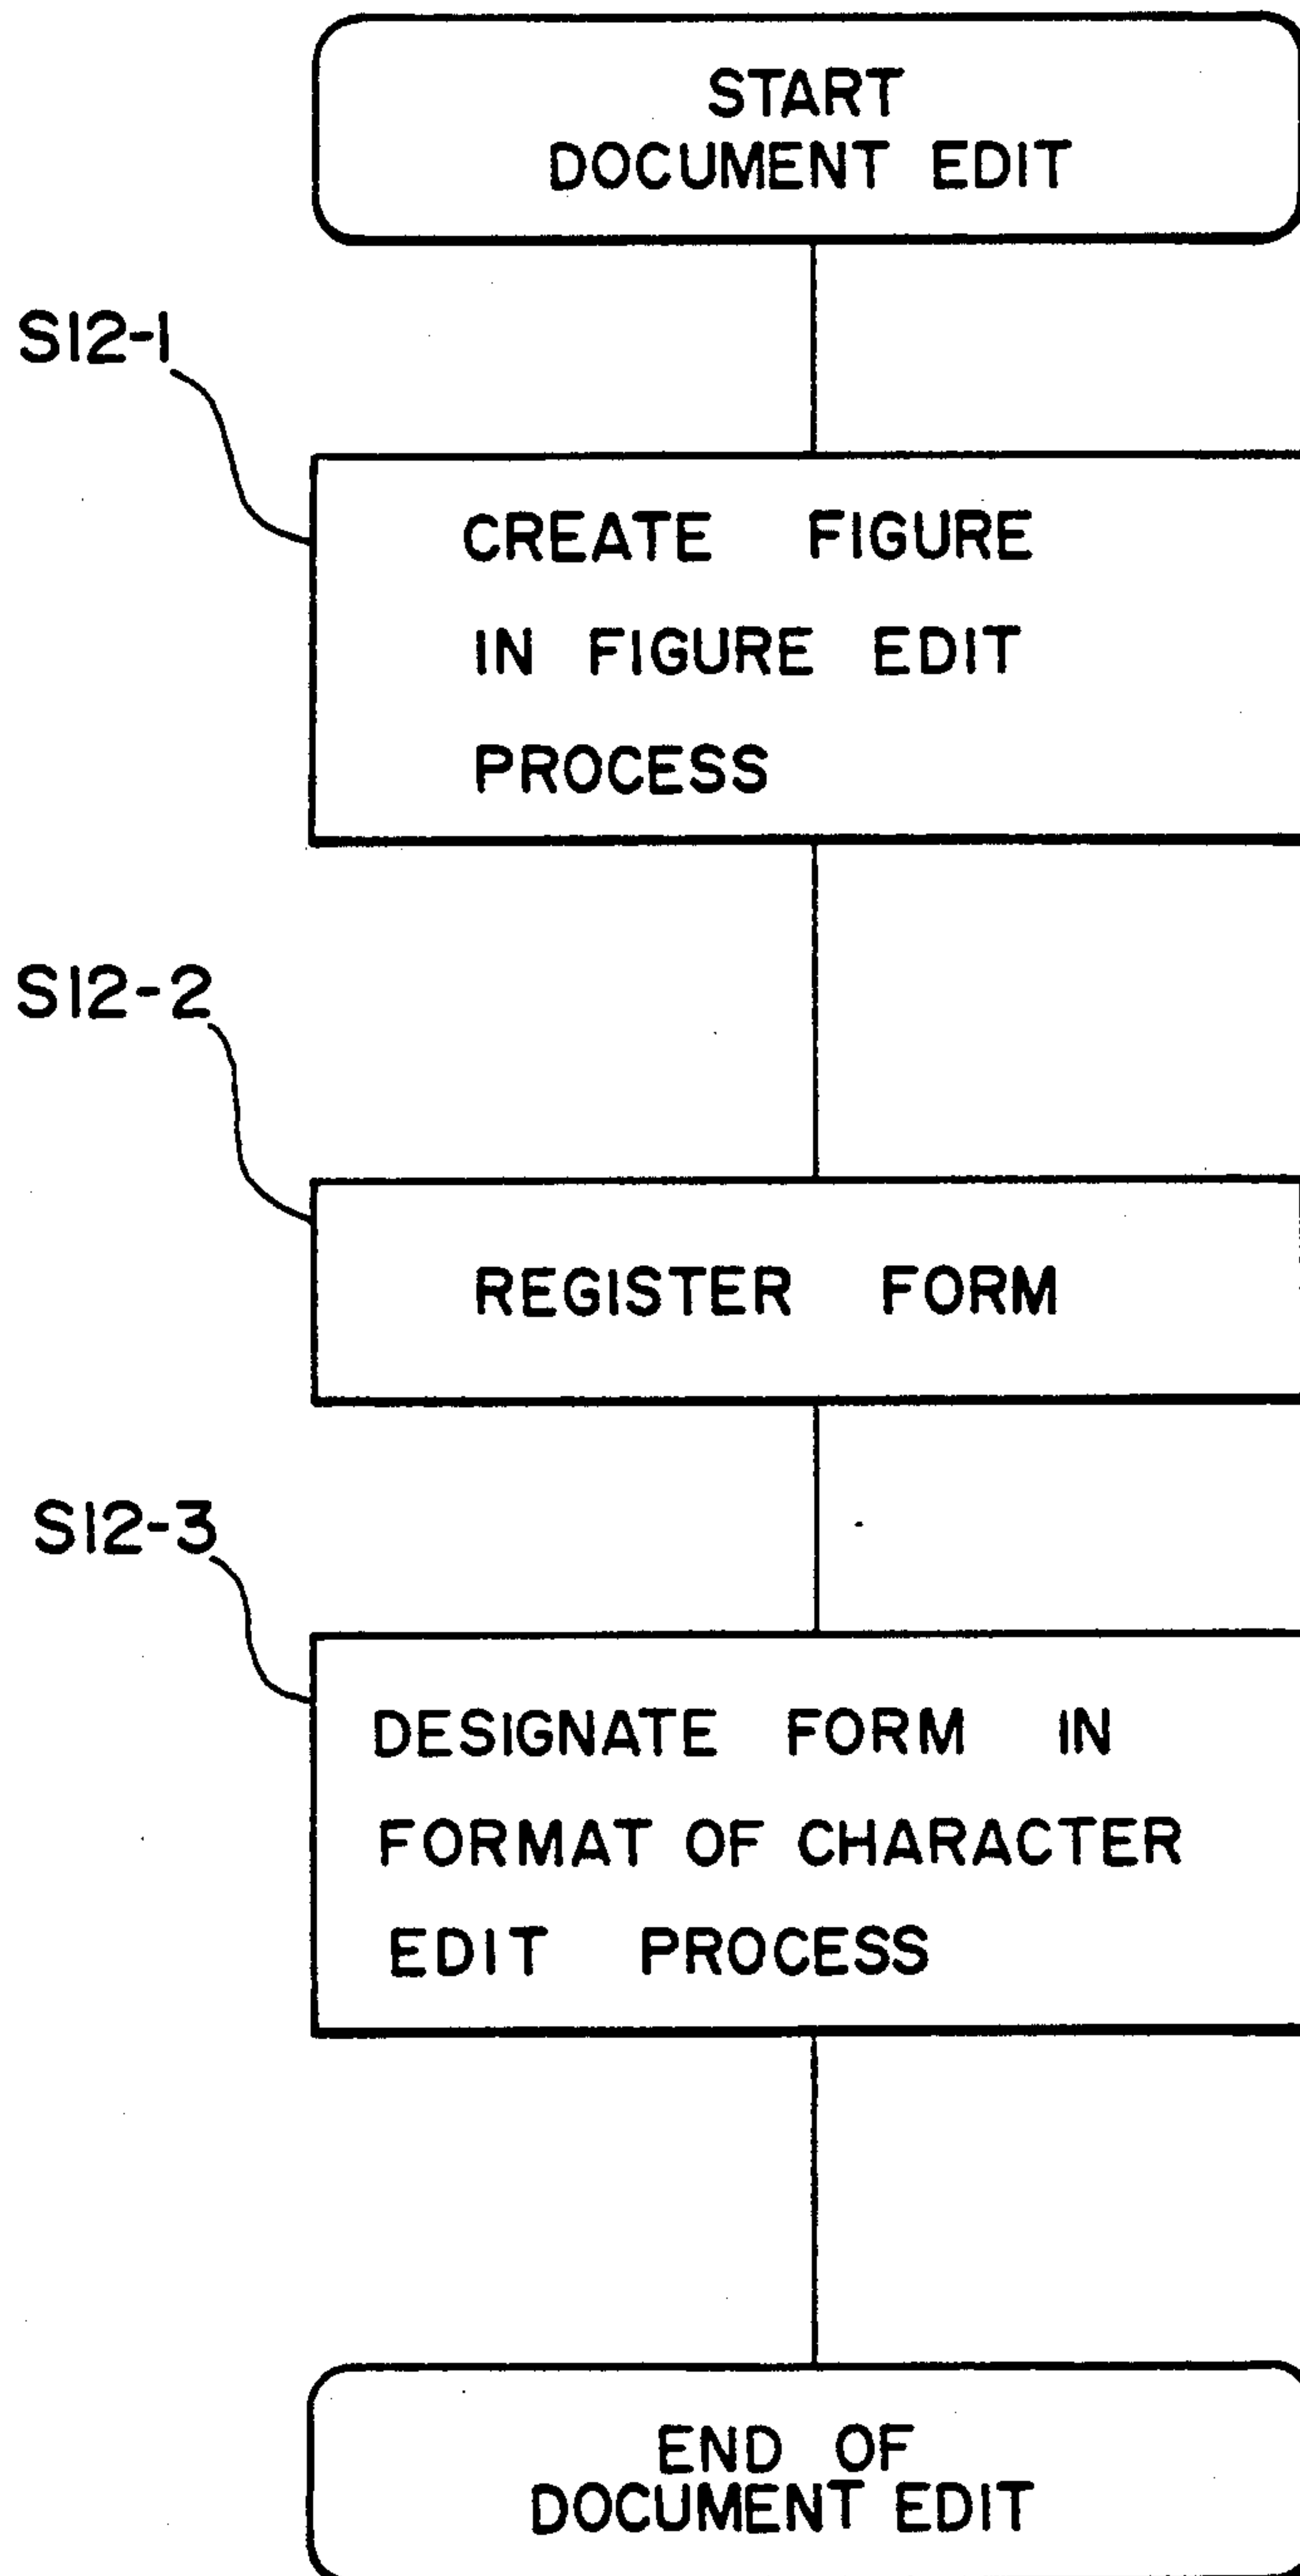 START
DOCUMENT EDIT
S12-1
CREATE FIGURE
IN FIGURE EDIT
PROCESS
S12-2
REGISTER FORM
S12-3
DESIGNATE FORM IN
FORMAT OF CHARACTER
EDIT PROCESS
END OF
DOCUMENT EDIT